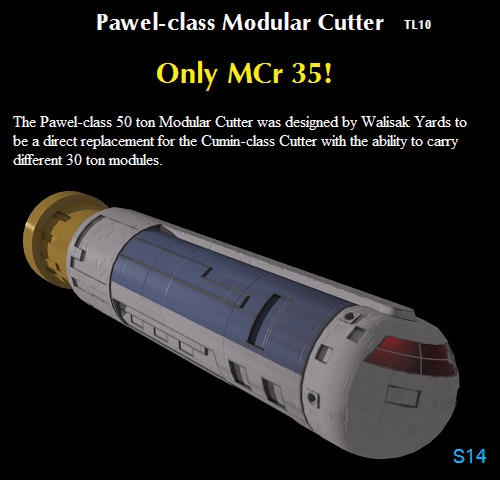 Pawel-class Modular Cutter TL10
Only MCr 35!
The Pawel-class 50 ton Modular Cutter was designed by Walisak Yards to
be a direct replacement for the Cumin-class Cutter with the ability to carry
different 30 ton modules.
S14